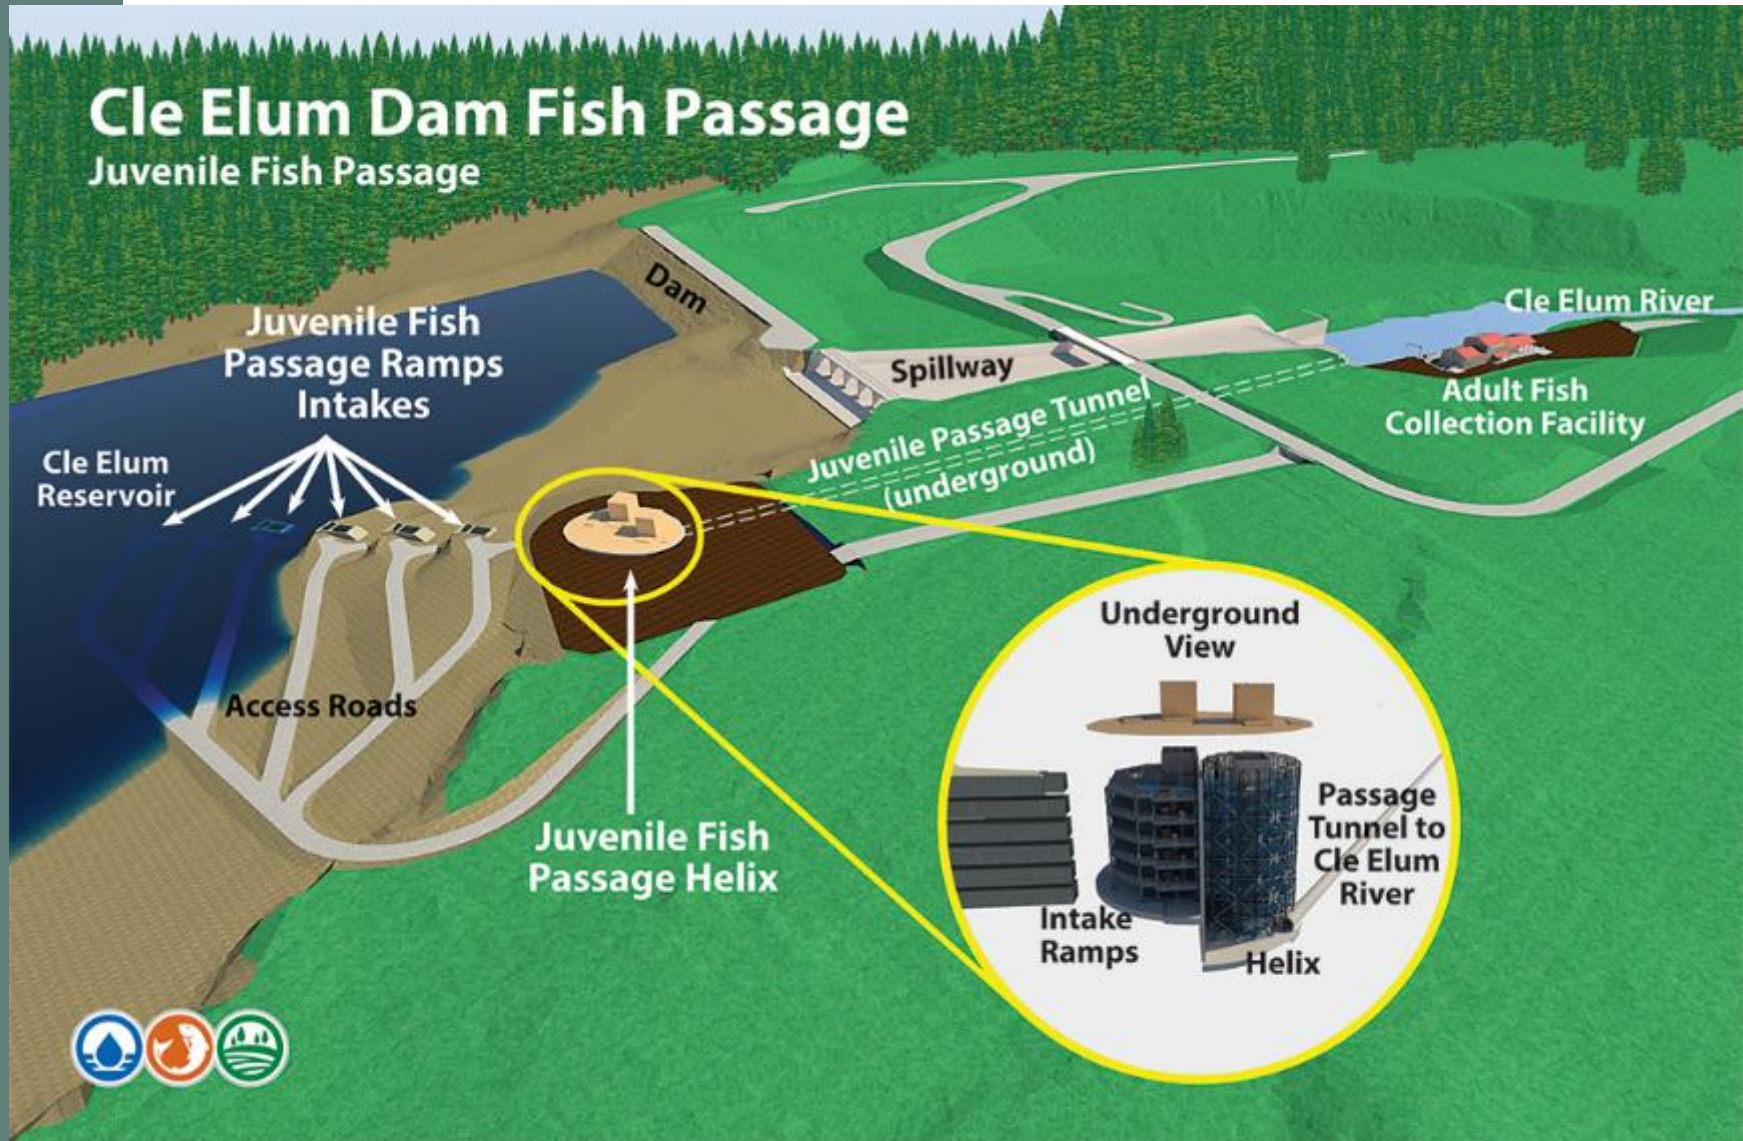 Cle Elum Dam Fish Passage
Juvenile Fish Passage
Juvenile Fish
Passage Ramps
Intakes
Cle Elum
Reservoir
Dam
Spillway
Cle Elum River
Adult Fish
Collection Facility
Juvenile Passage Tunnel
(underground)
Access Roads
Juvenile Fish
Passage Helix
Underground
View
Passage
Tunnel to
Cle Elum
River
Intake
Ramps
Helix